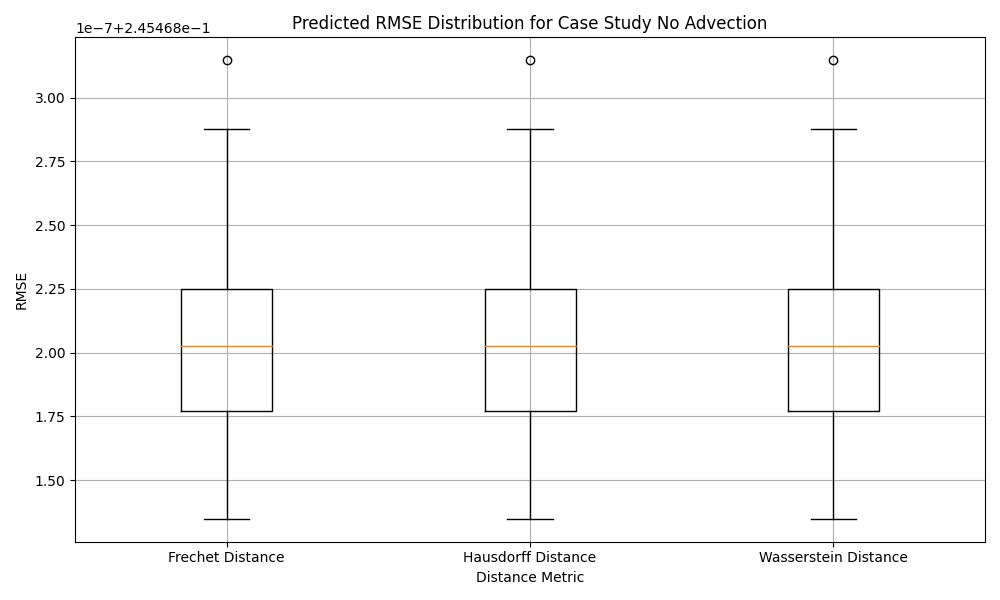 Predicted RMSE Distribution for Case Study No Advection
1e−7+2.45468e−1
3.00
2.75
2.50
2.25
2.00
1.75
1.50
RMSE
Frechet Distance
Hausdorff Distance
Wasserstein Distance
Distance Metric